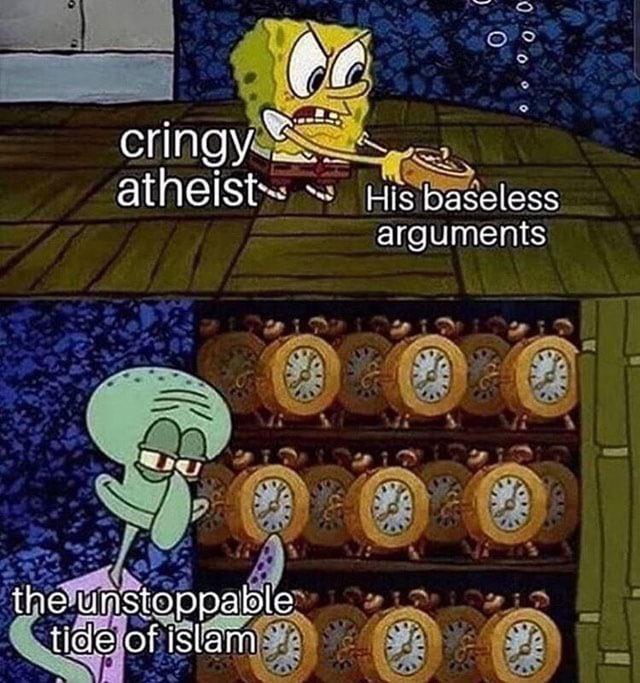 cringy
atheist
His baseless
arguments
the unstoppable
tide of islam